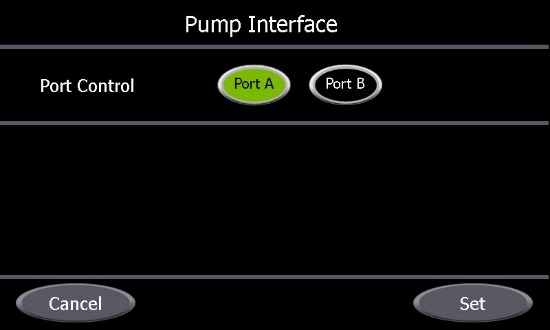 Pump Interface
Port Control Port A Port B
Cancel Set